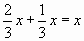 2/3 x + 1/3 x = x